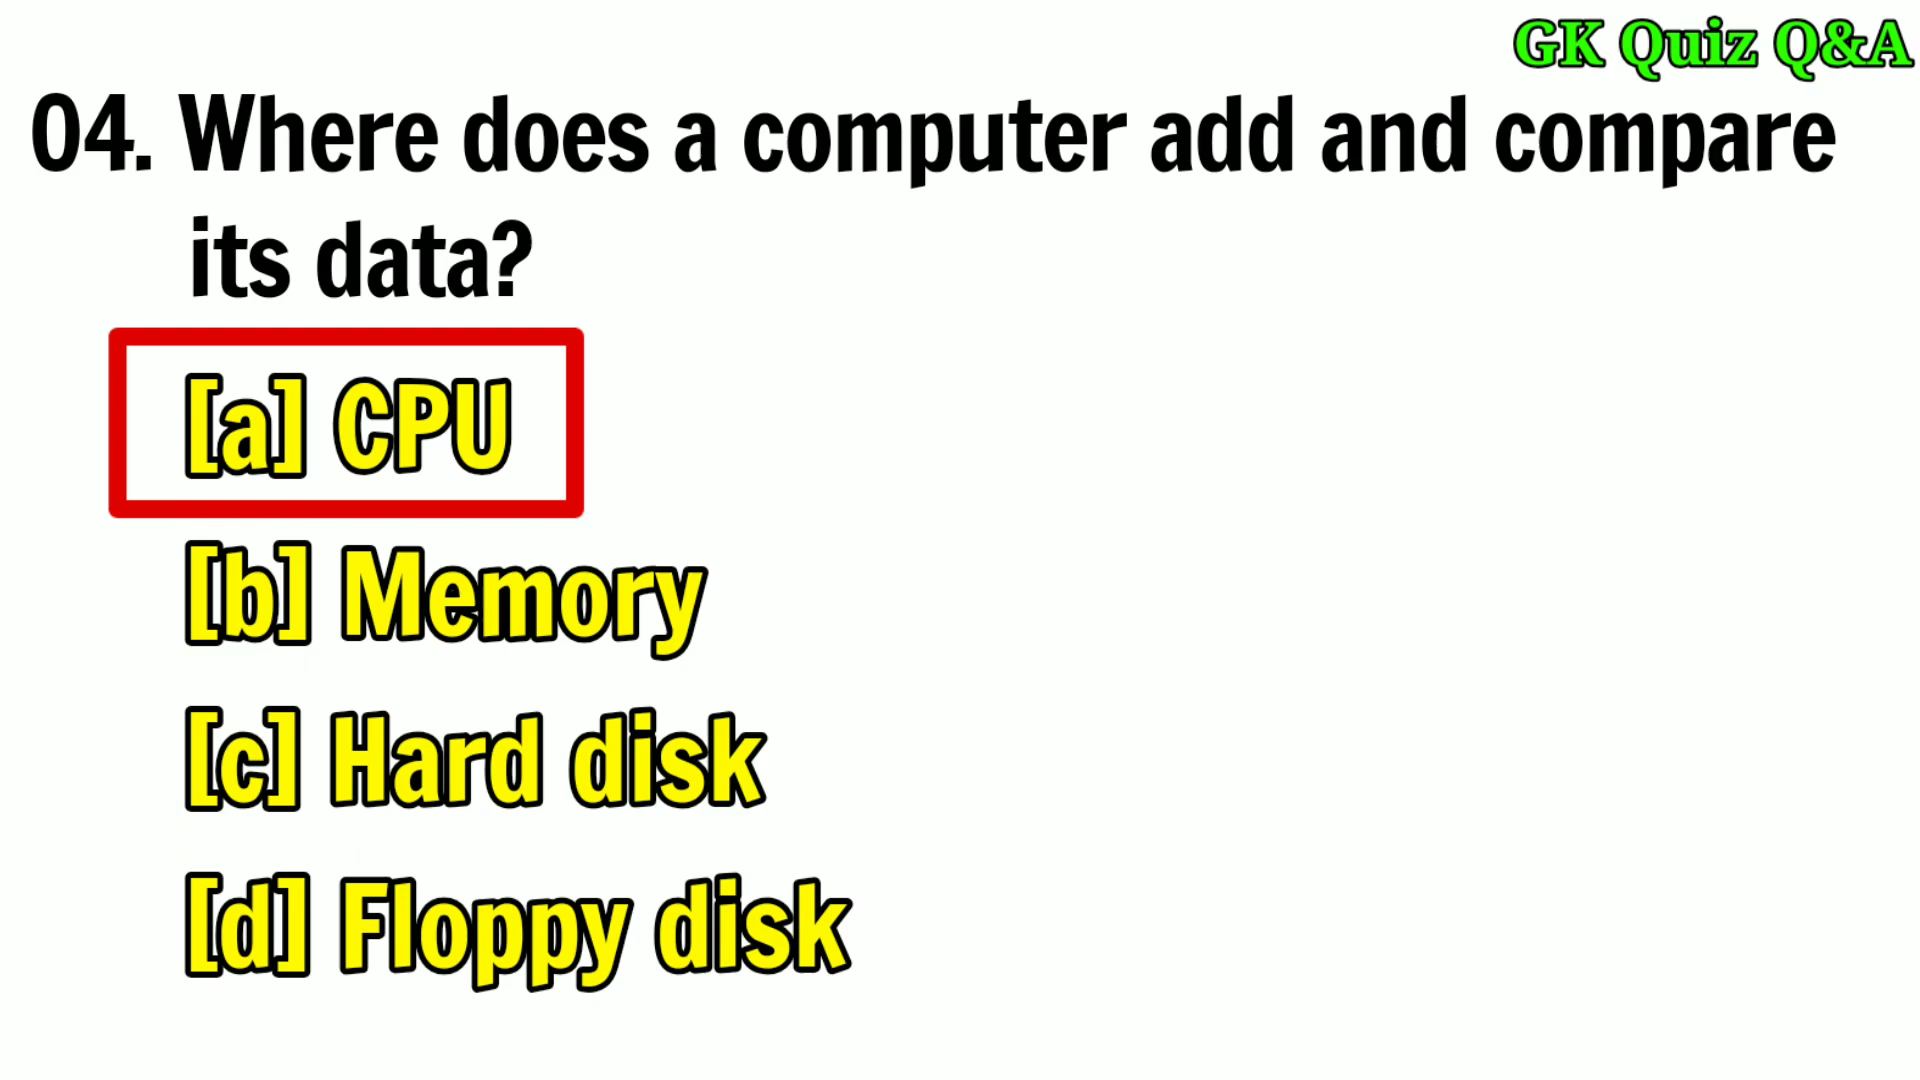 GK Quiz Q&A
04. Where does a computer add and compare
its data?
[a] CPU
[b] Memory
[c] Hard disk
[d] Floppy disk